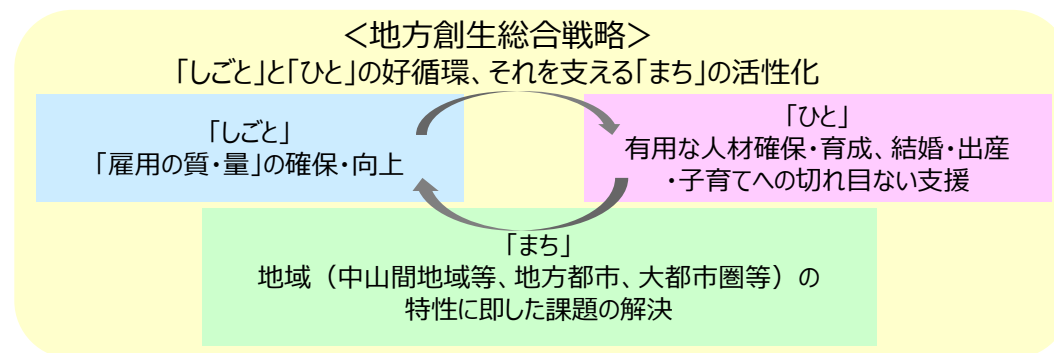 ＜地方創生総合戦略＞
「しごと」と「ひと」の好循環、それを支える「まち」の活性化
「しごと」
「雇用の質・量」の確保・向上
「ひと」
有用な人材確保・育成、結婚・出産
・子育てへの切れ目ない支援
「まち」
地域（中山間地域等、地方都市、大都市圏等）の
特性に即した課題の解決